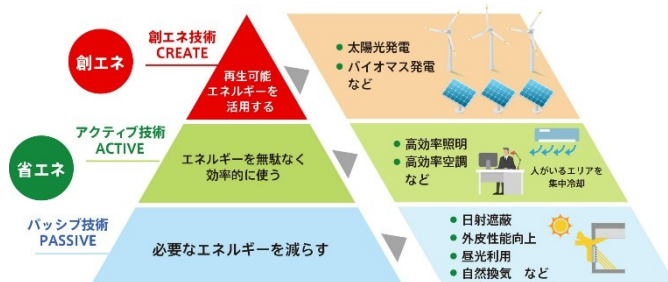 創エネ
創エネ技術
CREATE
再生可能
エネルギーを
活用する
太陽光発電
バイオマス発電
など
省エネ
アクティブ技術
ACTIVE
エネルギーを無駄なく
効率的に使う
高効率照明
高効率空調
など
人がいるエリアを
集中冷却
パッシブ技術
PASSIVE
必要なエネルギーを減らす
日射遮蔽
外皮性能向上
昼光利用
自然換気 など